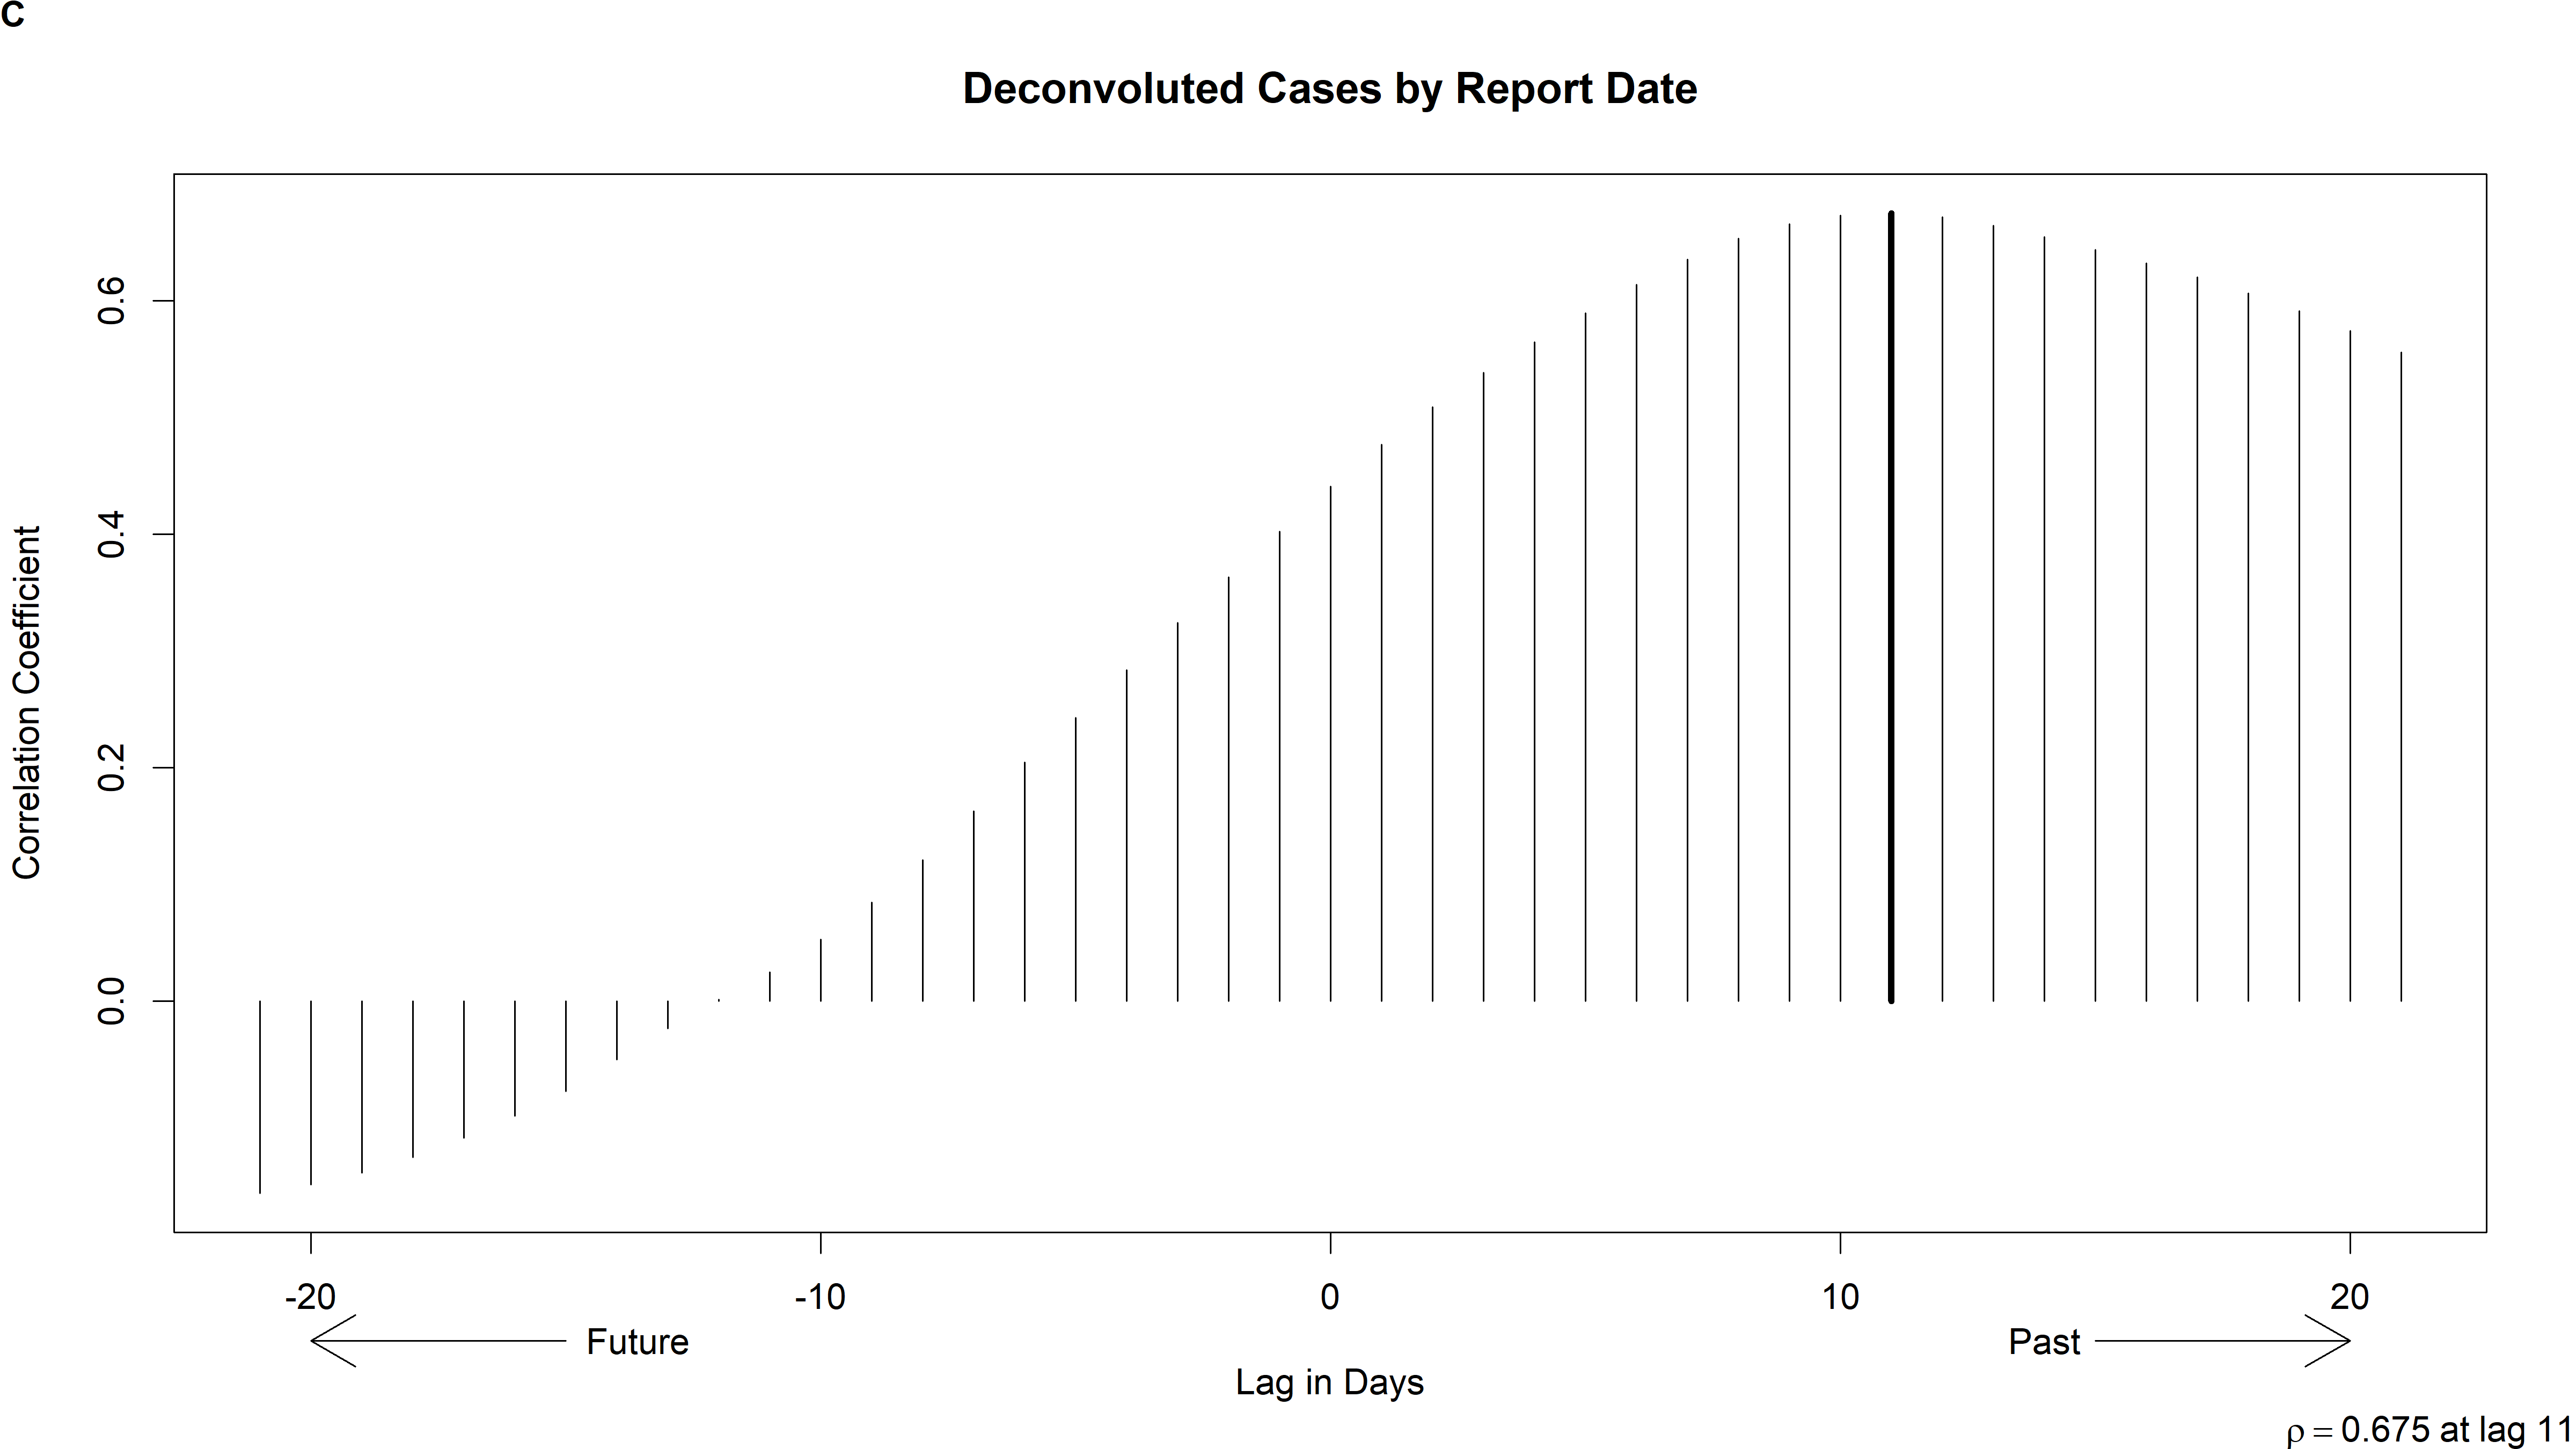 C
Deconvoluted Cases by Report Date
Correlation Coefficient
0.6
0.4
0.2
0.0
-20
-10
0
10
20
Future
Past
Lag in Days
ρ = 0.675 at lag 11